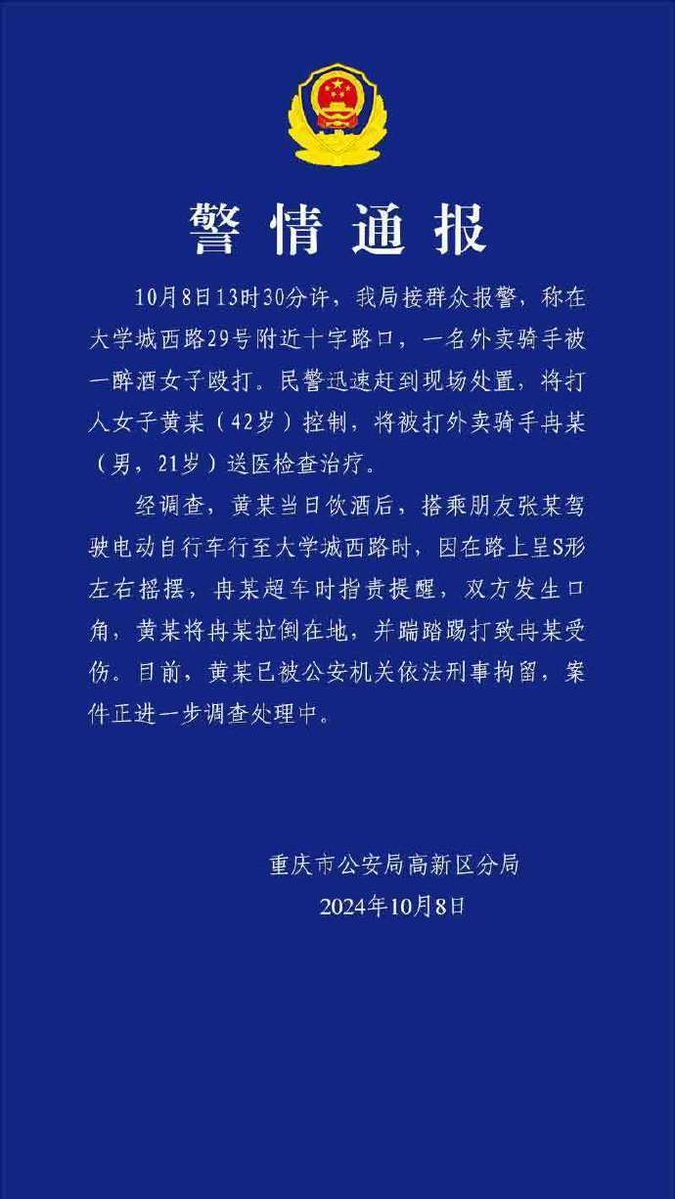 警情通报
10月8日13时30分许，我局接群众报警，称在
大学城西路29号附近十字路口，一名外卖骑手被
一醉酒女子殴打。民警迅速赶到现场处置，将打
人女子黄某（42岁）控制，将被打外卖骑手冉某
（男，21岁）送医检查治疗。
经调查，黄某当日饮酒后，搭乘朋友张某驾
驶电动自行车行至大学城西路时，因在路上呈S形
左右摇摆，冉某超车时指责提醒，双方发生口
角，黄某将冉某拉倒在地，并踹踏踢打致冉某受
伤。目前，黄某已被公安机关依法刑事拘留，案
件正进一步调查处理中。
重庆市公安局高新区分局
2024年10月8日